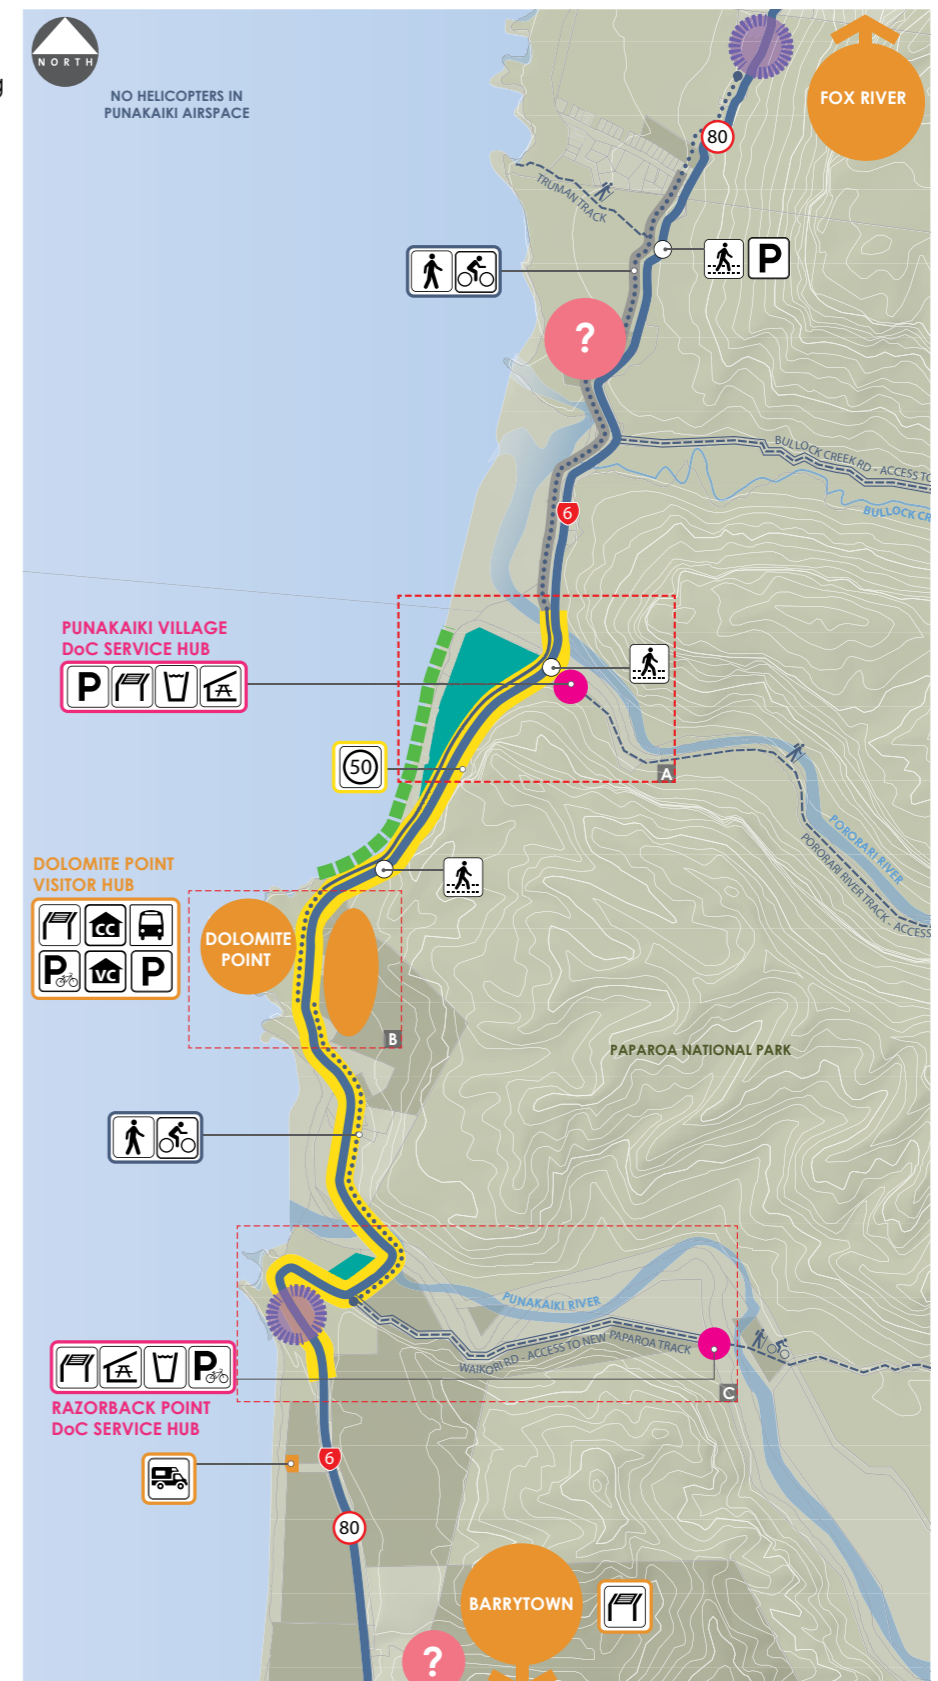 g
NORTH
NO HELICOPTERS IN
PUNAKAIKI AIRSPACE
FOX RIVER
80
TRUMAN TRACK
P
?
BULLOCK CREEK RD - ACCESS TO
BULLOCK CR
6
PUNAKAIKI VILLAGE
DoC SERVICE HUB
P
50
A
PORORARI RIVER
PORORARI RIVER TRACK - ACCESS
DOLOMITE POINT
VISITOR HUB
CC
P
VC
P
DOLOMITE
POINT
B
PAPAROA NATIONAL PARK
PUNAKAIKI RIVER
WAIKORI RD - ACCESS TO NEW PAPAROA TRACK
P
C
RAZORBACK POINT
DoC SERVICE HUB
6
80
BARRYTOWN
?